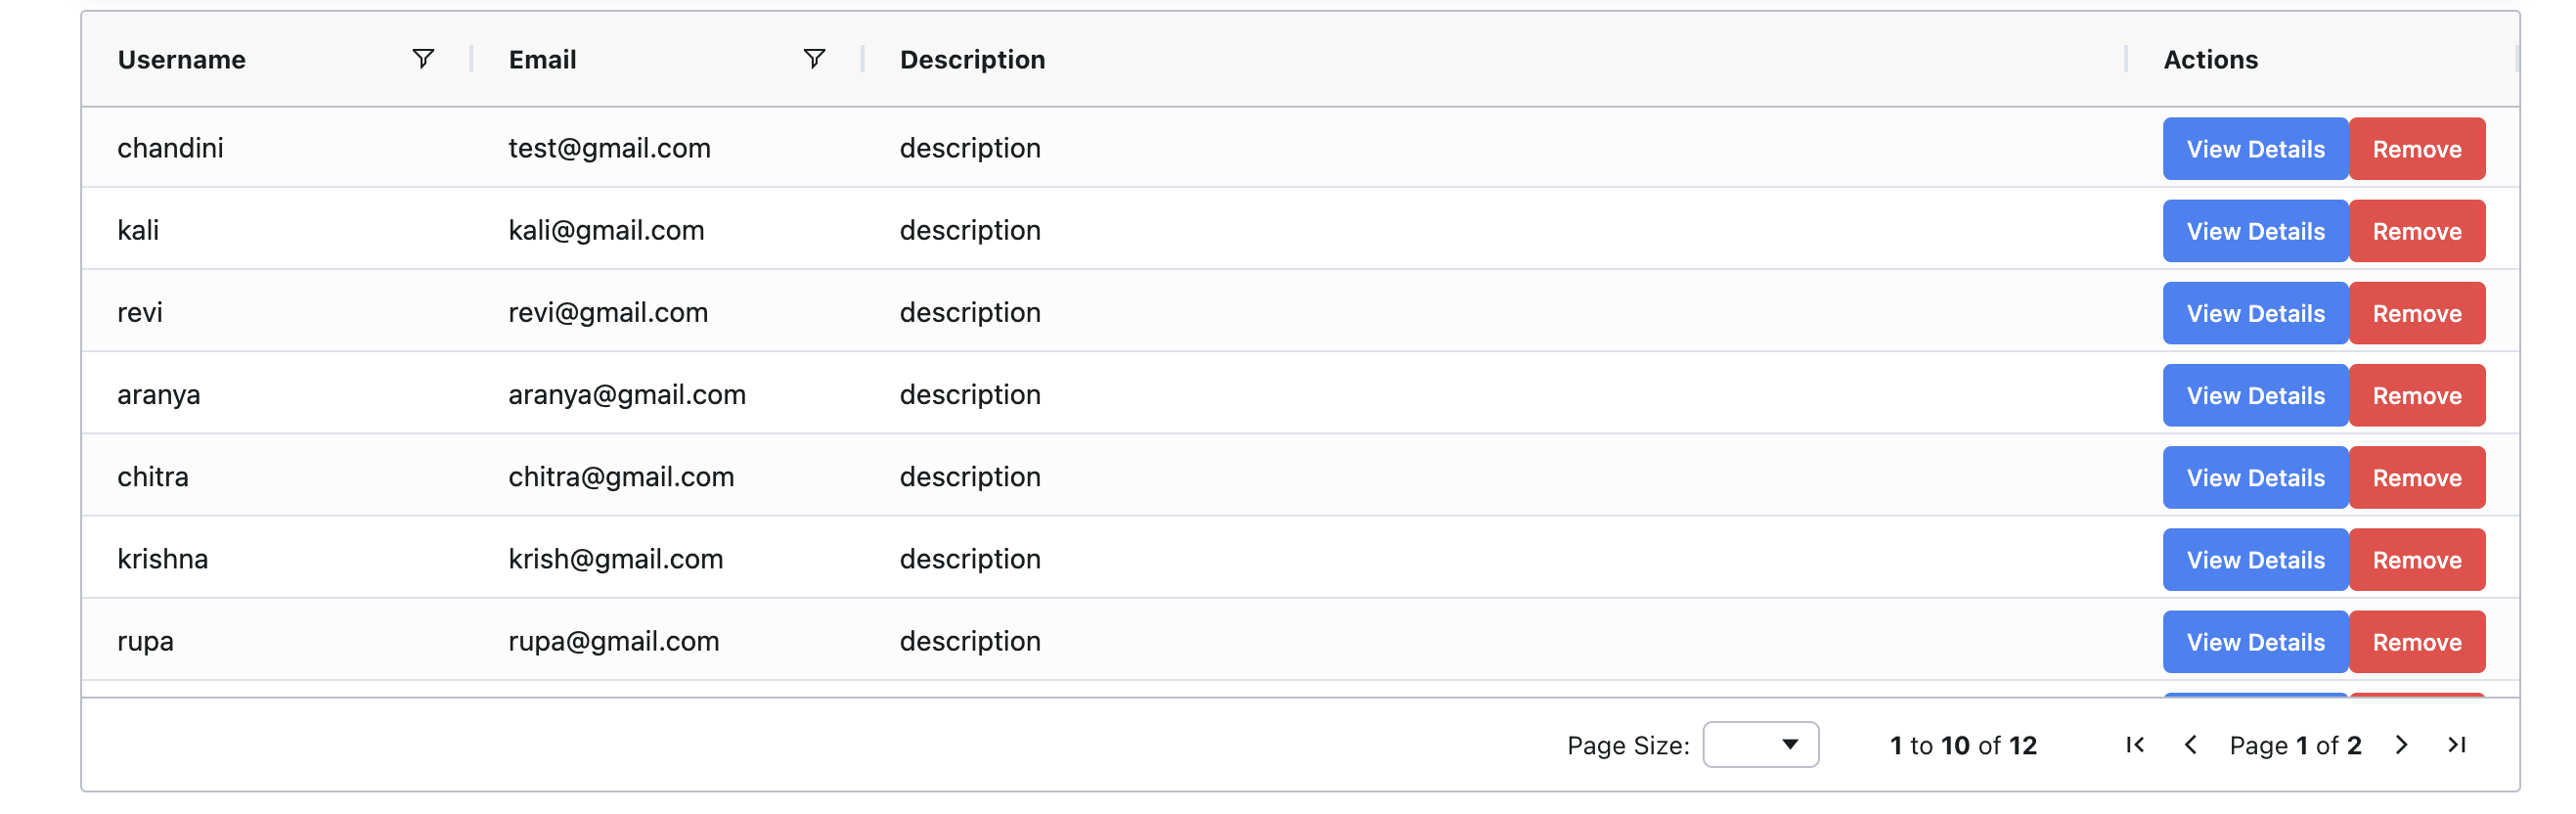 Username Email Description Actions
chandini test@gmail.com description View Details Remove
kali kali@gmail.com description View Details Remove
revi revi@gmail.com description View Details Remove
aranya aranya@gmail.com description View Details Remove
chitra chitra@gmail.com description View Details Remove
krishna krish@gmail.com description View Details Remove
rupa rupa@gmail.com description View Details Remove
Page Size: 1 to 10 of 12 Page 1 of 2